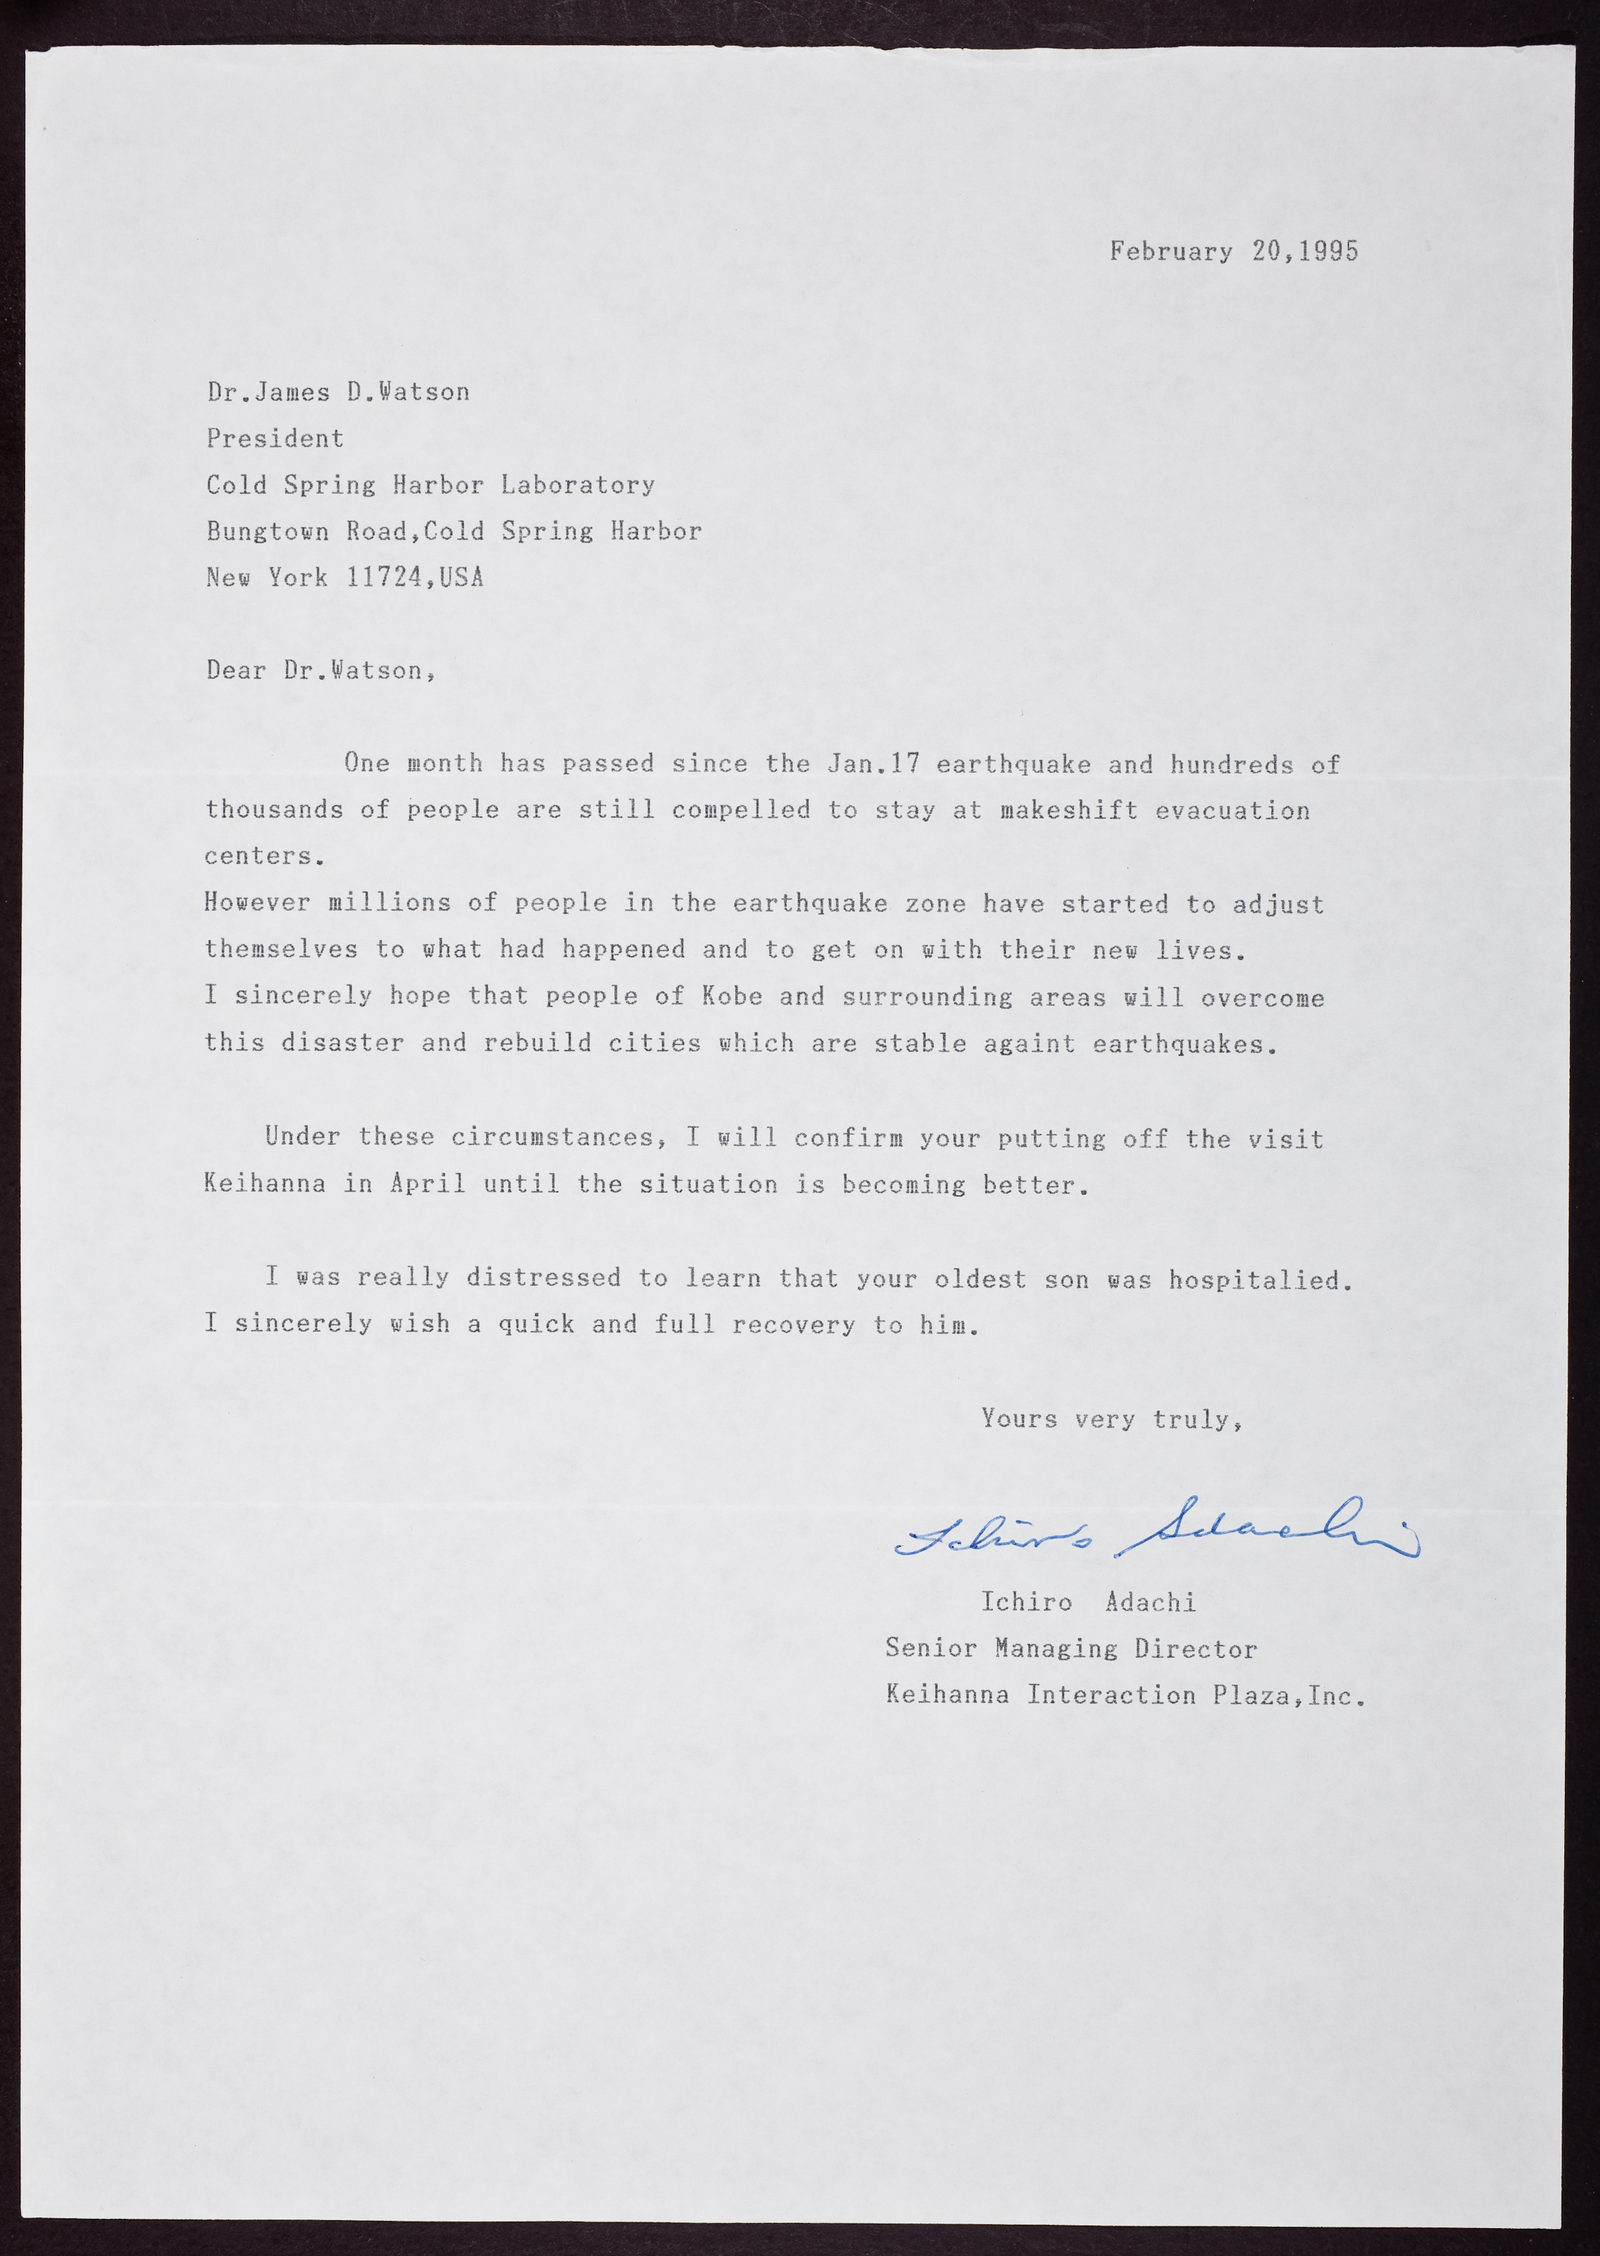 February 20,1995
Dr.James D.Watson
President
Cold Spring Harbor Laboratory
Bungtown Road,Cold Spring Harbor
New York 11724,USA
Dear Dr.Watson,
One month has passed since the Jan.17 earthquake and hundreds of
thousands of people are still compelled to stay at makeshift evacuation
centers.
However millions of people in the earthquake zone have started to adjust
themselves to what had happened and to get on with their new lives.
I sincerely hope that people of Kobe and surrounding areas will overcome
this disaster and rebuild cities which are stable againt earthquakes.
Under these circumstances, I will confirm your putting off the visit
Keihanna in April until the situation is becoming better.
I was really distressed to learn that your oldest son was hospitalied.
I sincerely wish a quick and full recovery to him.
Yours very truly,
Ichiro Adachi
Ichiro Adachi
Senior Managing Director
Keihanna Interaction Plaza,Inc.